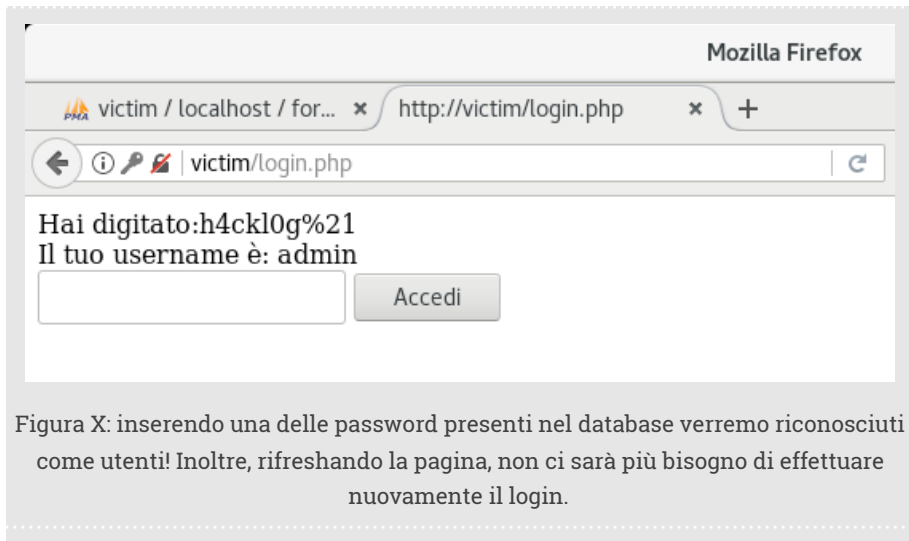 Mozilla Firefox
PMA victim / localhost / for... × http://victim/login.php × +
victim/login.php
Hai digitato:h4ckl0g%21
Il tuo username è: admin
Accedi
Figura X: inserendo una delle password presenti nel database verremo riconosciuti
come utenti! Inoltre, rifreshando la pagina, non ci sarà più bisogno di effettuare
nuovamente il login.